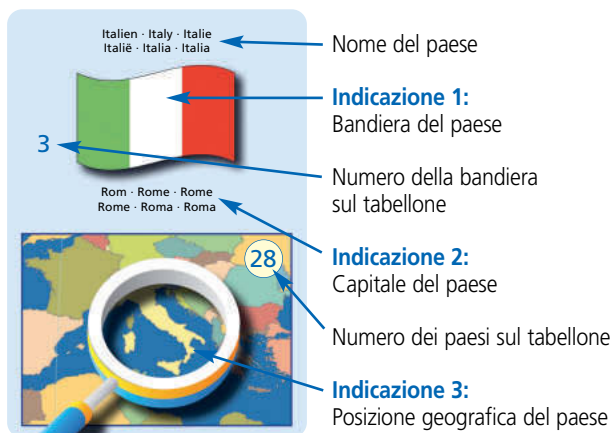 Italien · Italy · Italie
Italië · Italia · Italia
3
Rom · Rome · Rome
Rome · Roma · Roma
28
Nome del paese
Indicazione 1:
Bandiera del paese
Numero della bandiera
sul tabellone
Indicazione 2:
Capitale del paese
Numero dei paesi sul tabellone
Indicazione 3:
Posizione geografica del paese